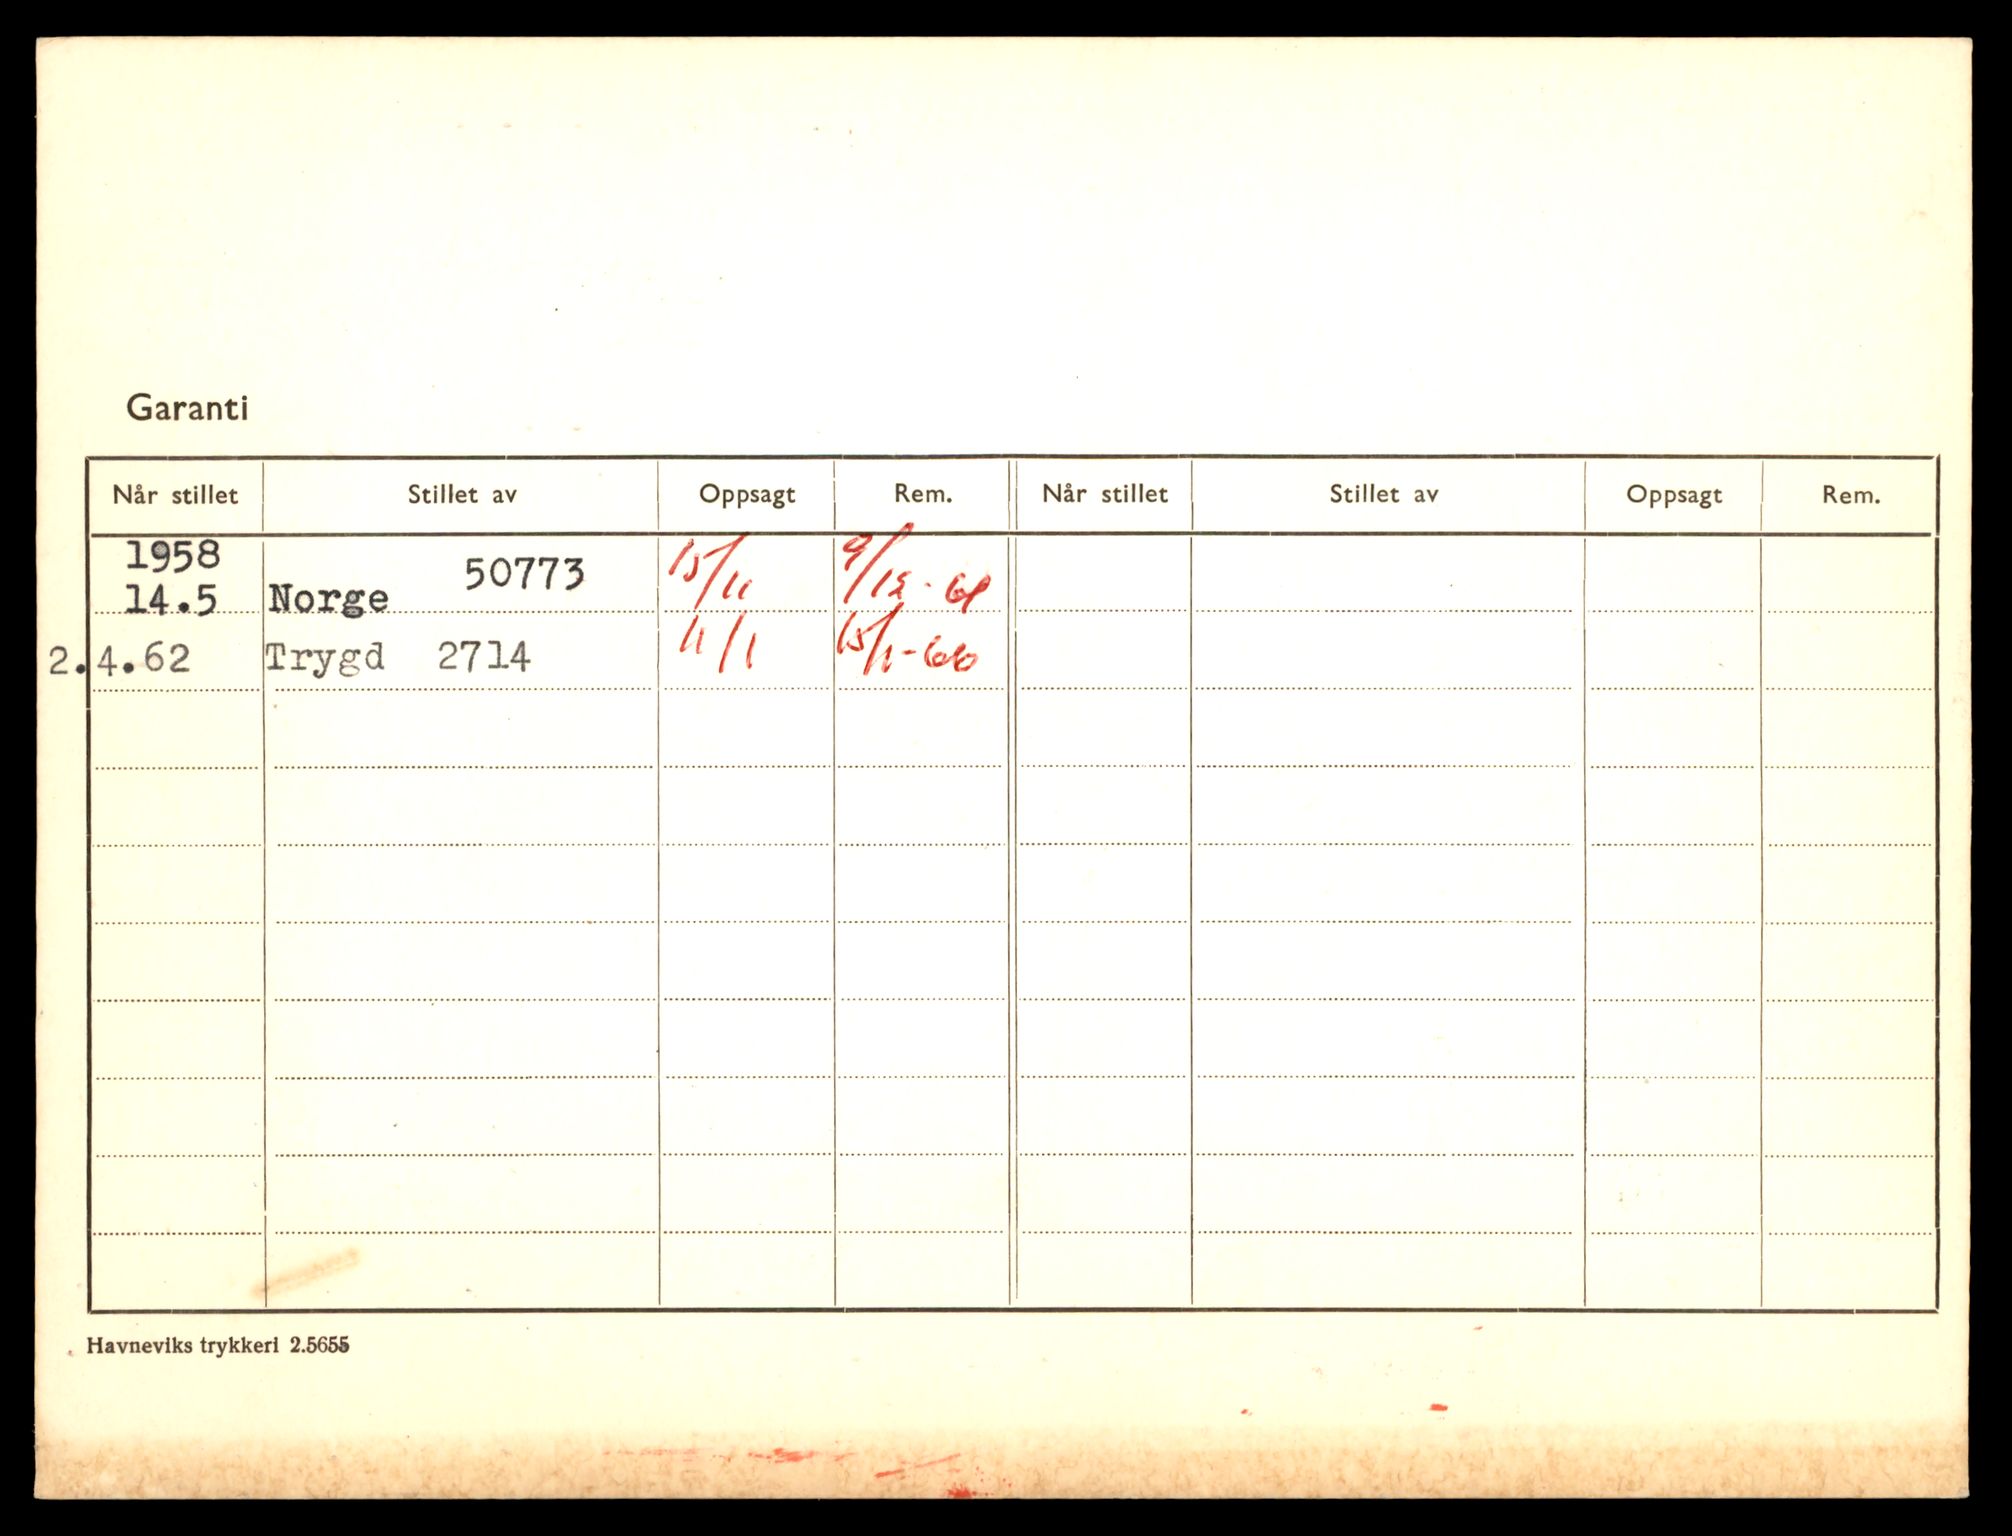 Garanti
Når stillet Stillet av Oppsagt Rem. Når stillet Stillet av Oppsagt Rem.
1958
14.5 Norge 50773 15/11 9/12-61
2.4.62 Trygd 2714 11/1 15/1-66
Havneviks trykkeri 2.5655